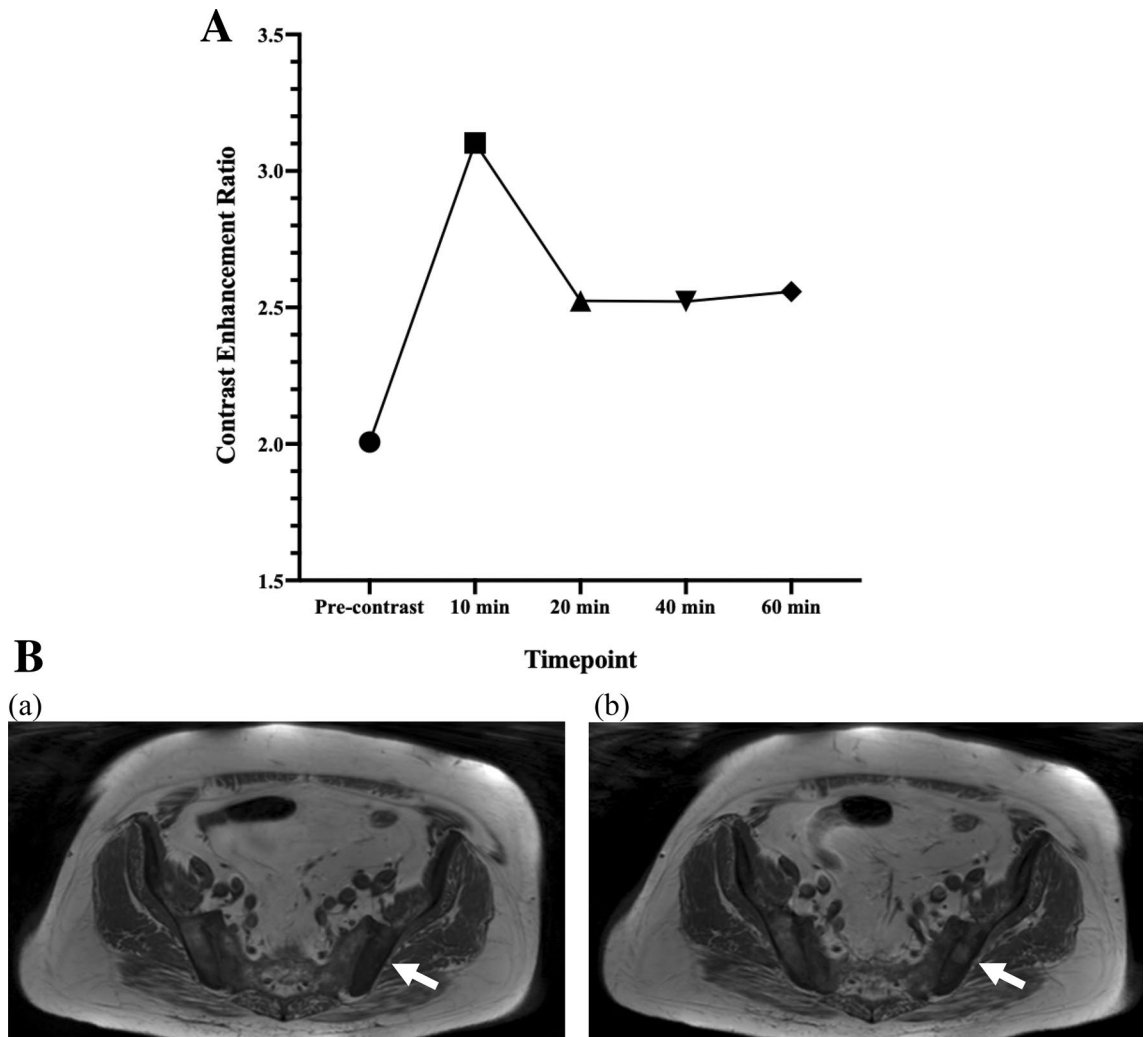 A
3.5
3.0
2.5
2.0
1.5
Contrast Enhancement Ratio
Pre-contrast 10 min 20 min 40 min 60 min
Timepoint
B
(a) (b)